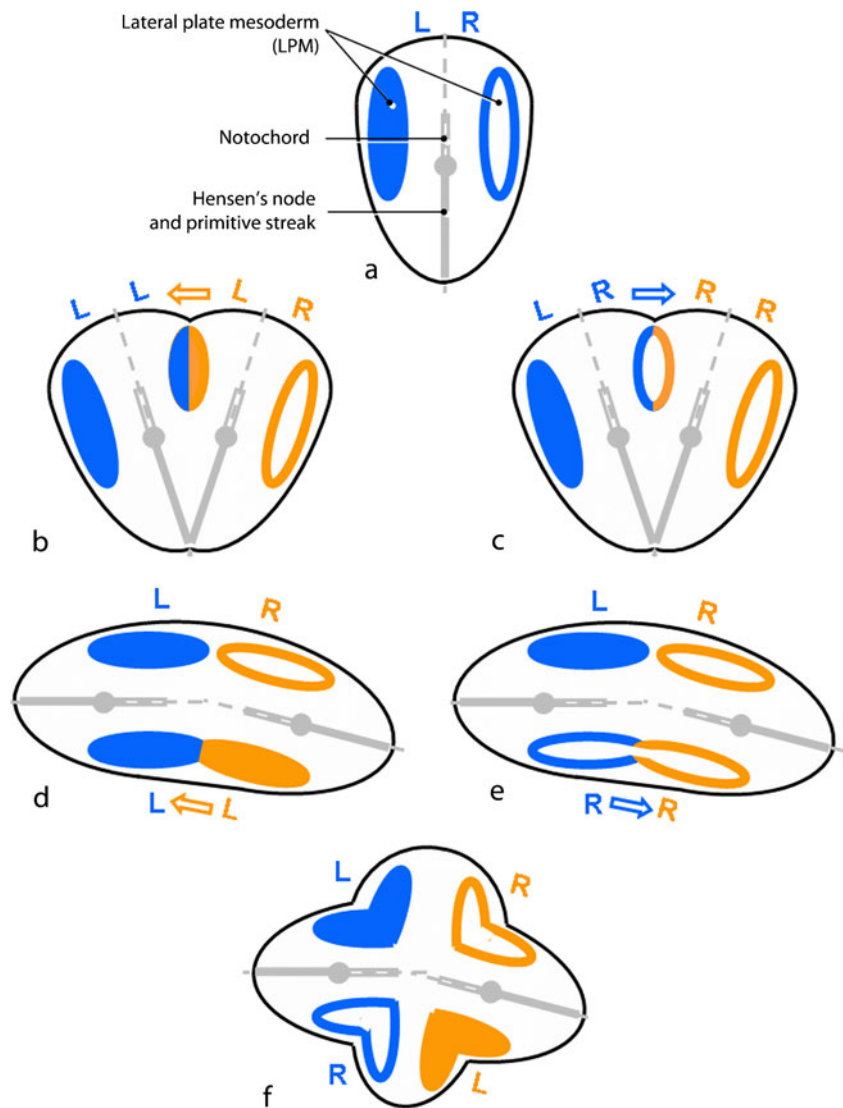 Lateral plate mesoderm
(LPM)
L R
Notochord
Hensen's node
and primitive streak
a
L L L R
b
L R R R
c
L R
d
L L
L R
e
R R
L R
R L
f